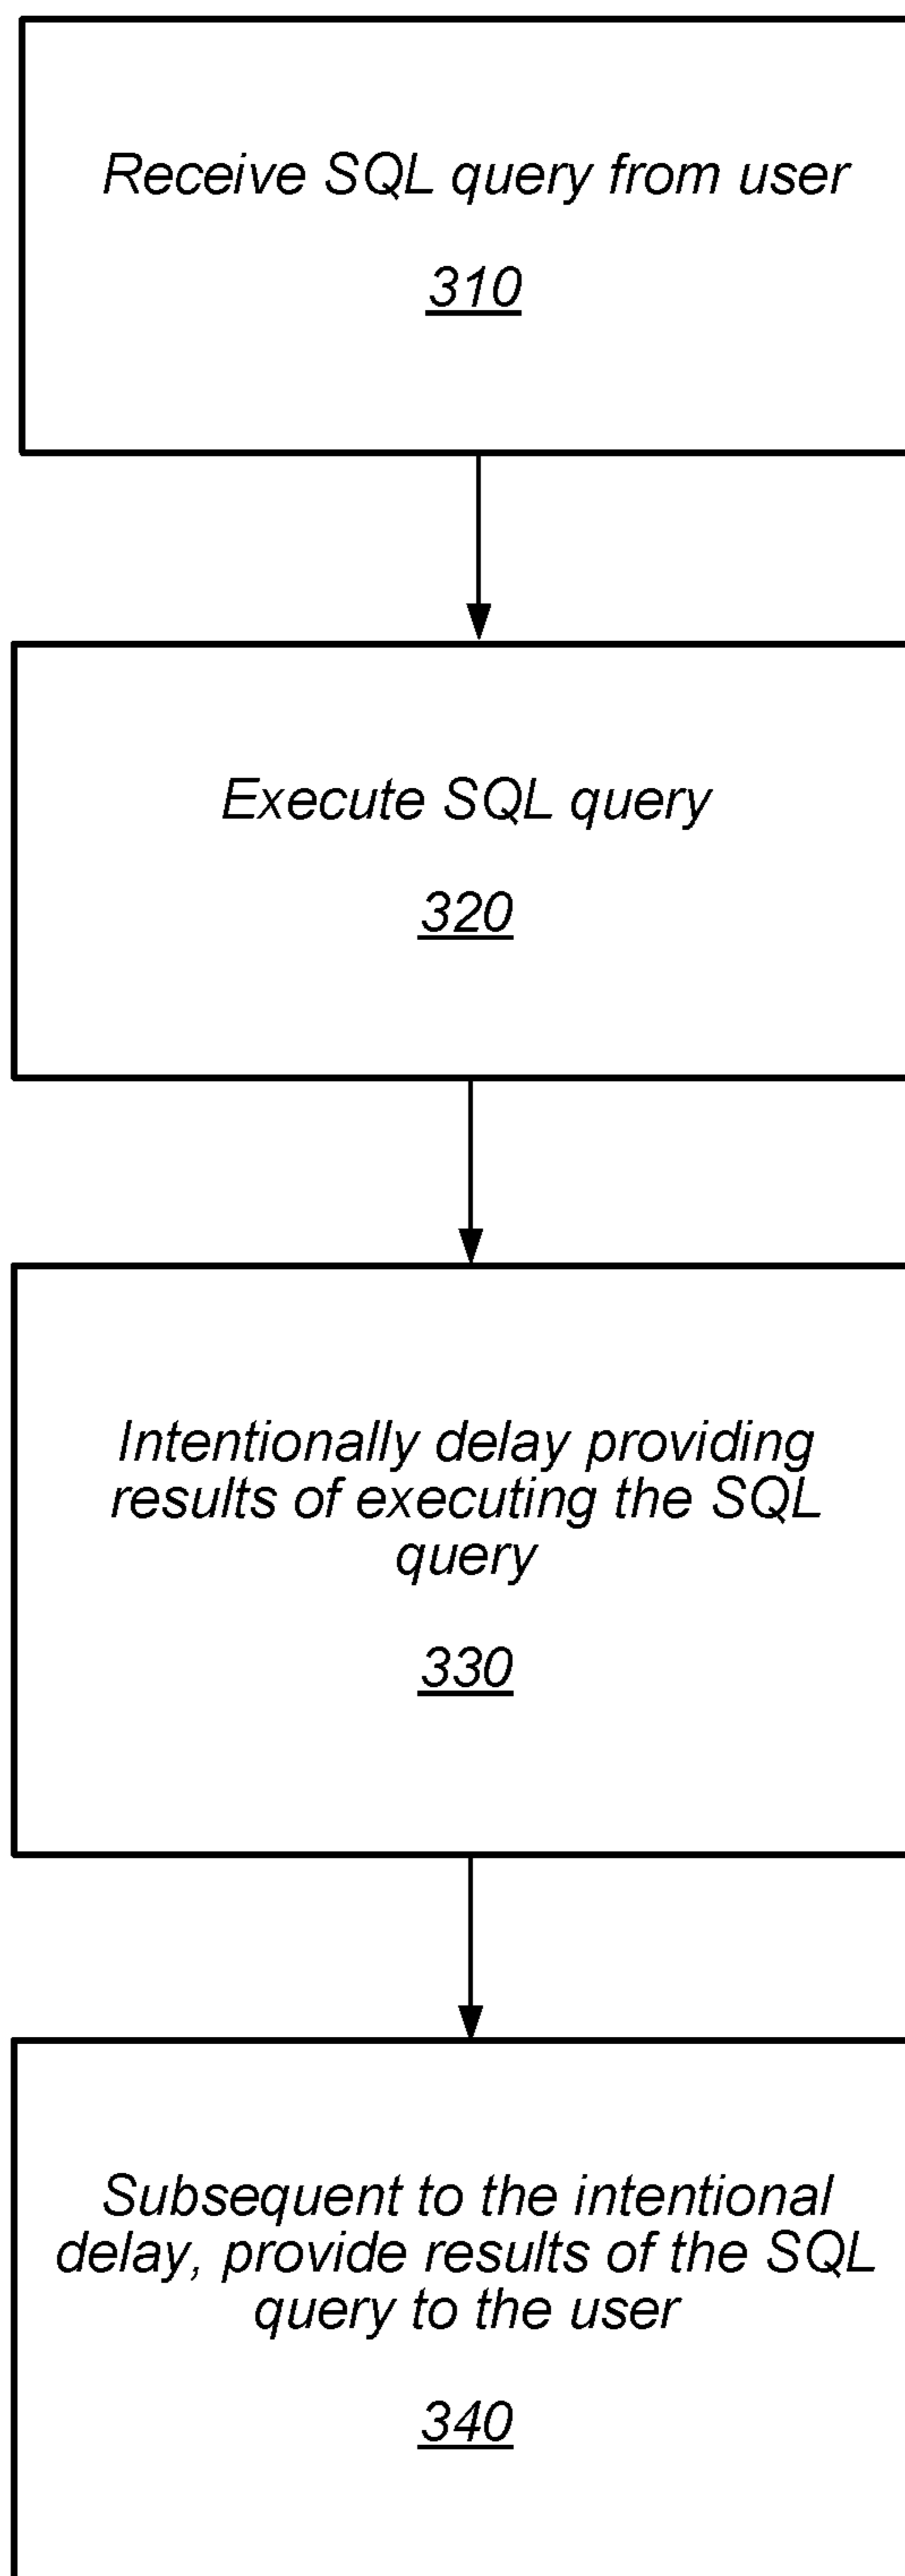 Receive SQL query from user
310
Execute SQL query
320
Intentionally delay providing
results of executing the SQL
query
330
Subsequent to the intentional
delay, provide results of the SQL
query to the user
340